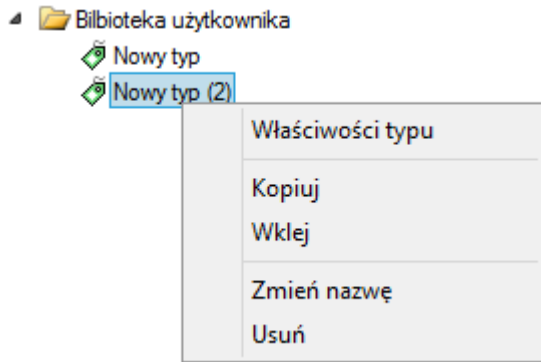 Bilbioteka użytkownika
Nowy typ
Nowy typ (2)
Właściwości typu
Kopiuj
Wklej
Zmień nazwę
Usuń